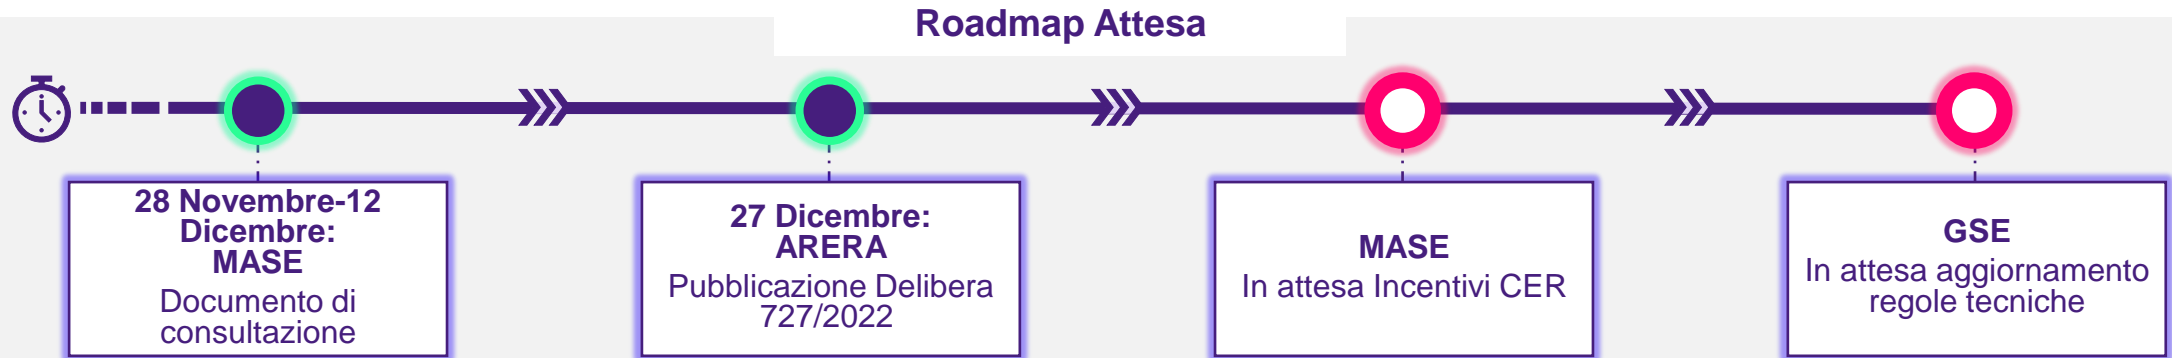 Roadmap Attesa
28 Novembre-12
Dicembre:
MASE
Documento di
consultazione
27 Dicembre:
ARERA
Pubblicazione Delibera
727/2022
MASE
In attesa Incentivi CER
GSE
In attesa aggiornamento
regole tecniche